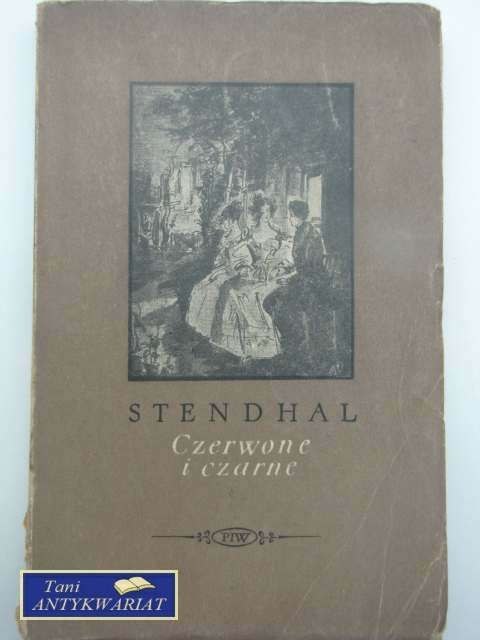 STENDHAL
Czerwone
i czarne
PIW
Tani
ANTYKWARIAT